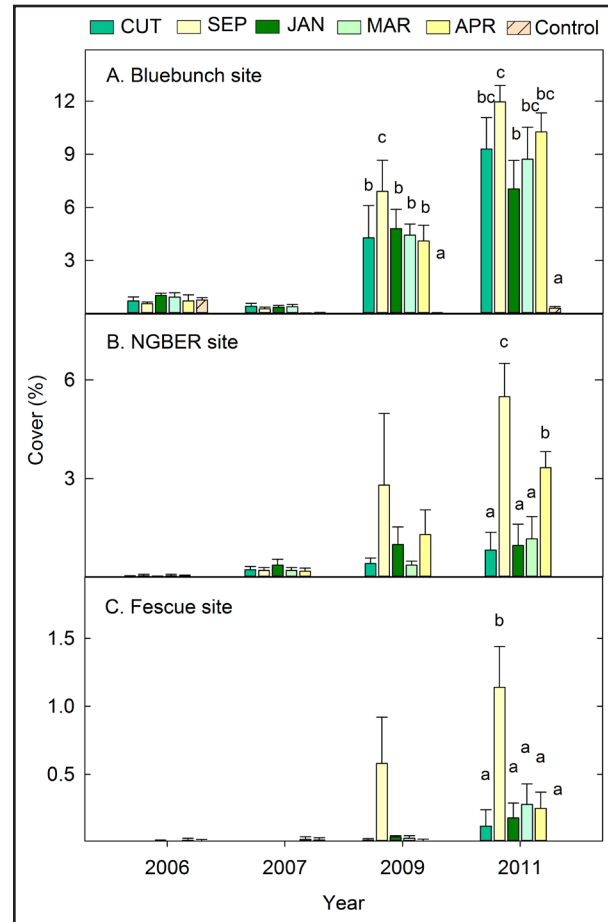 CUT SEP JAN MAR APR Control
A. Bluebunch site
12
9
6
3
b c b b b a
bc c b bc bc a
B. NGBER site
6
3
a c a a b
Cover (%)
C. Fescue site
1.5
1.0
0.5
a b a a a a
2006 2007 2009 2011
Year